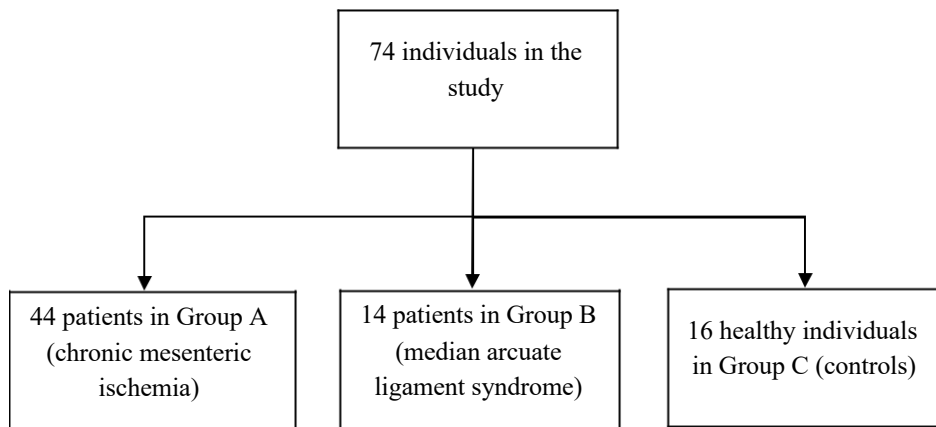 74 individuals in the
study
44 patients in Group A
(chronic mesenteric
ischemia)
14 patients in Group B
(median arcuate
ligament syndrome)
16 healthy individuals
in Group C (controls)